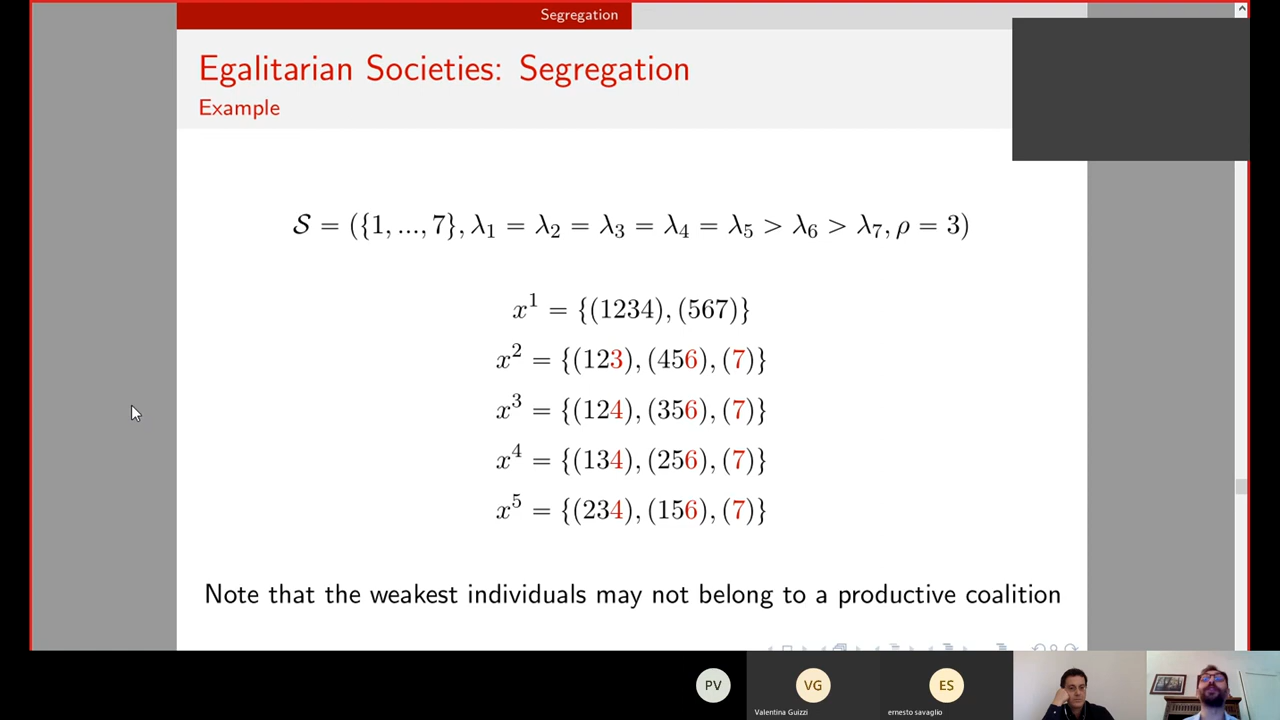 Segregation
Egalitarian Societies: Segregation
Example
𝒮 = ({1, ..., 7}, λ₁ = λ₂ = λ₃ = λ₄ = λ₅ > λ₆ > λ₇, ρ = 3)
x¹ = {(1234), (567)}
x² = {(123), (456), (7)}
x³ = {(124), (356), (7)}
x⁴ = {(134), (256), (7)}
x⁵ = {(234), (156), (7)}
Note that the weakest individuals may not belong to a productive coalition
PV
VG
ES
Valentina Guizzi
ernesto savaglio